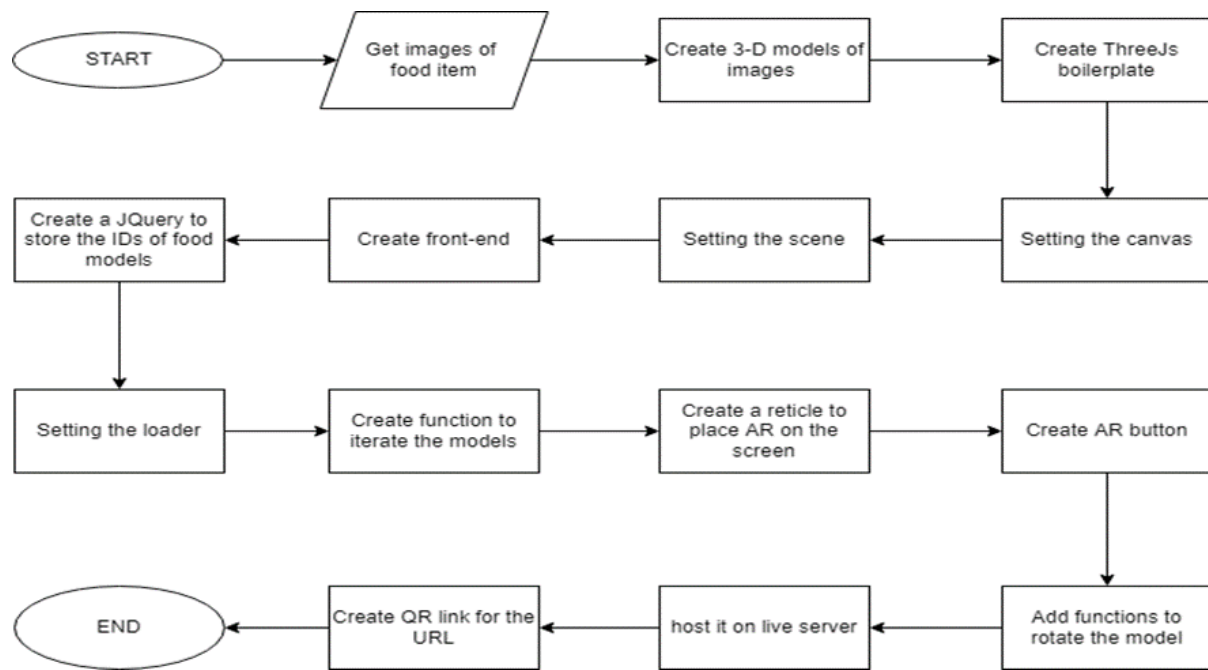 START
Get images of
food item
Create 3-D models of
images
Create ThreeJs
boilerplate
Setting the canvas
Setting the scene
Create front-end
Create a JQuery to
store the IDs of food
models
Setting the loader
Create function to
iterate the models
Create a reticle to
place AR on the
screen
Create AR button
Add functions to
rotate the model
host it on live server
Create QR link for the
URL
END